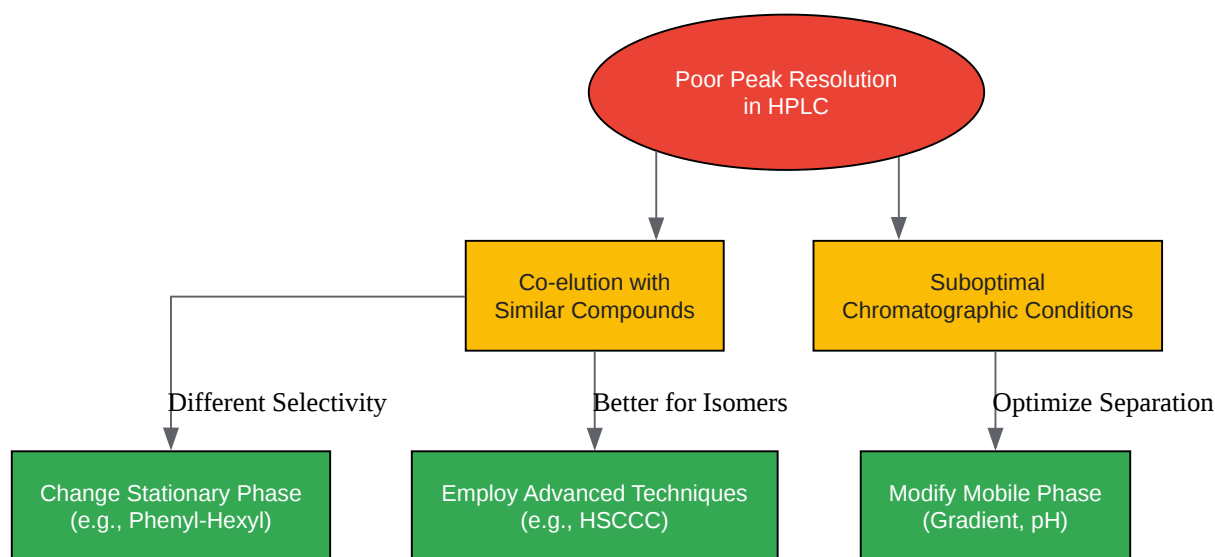 Poor Peak Resolution
in HPLC
Co-elution with
Similar Compounds
Suboptimal
Chromatographic Conditions
Different Selectivity
Better for Isomers
Optimize Separation
Change Stationary Phase
(e.g., Phenyl-Hexyl)
Employ Advanced Techniques
(e.g., HSCCC)
Modify Mobile Phase
(Gradient, pH)